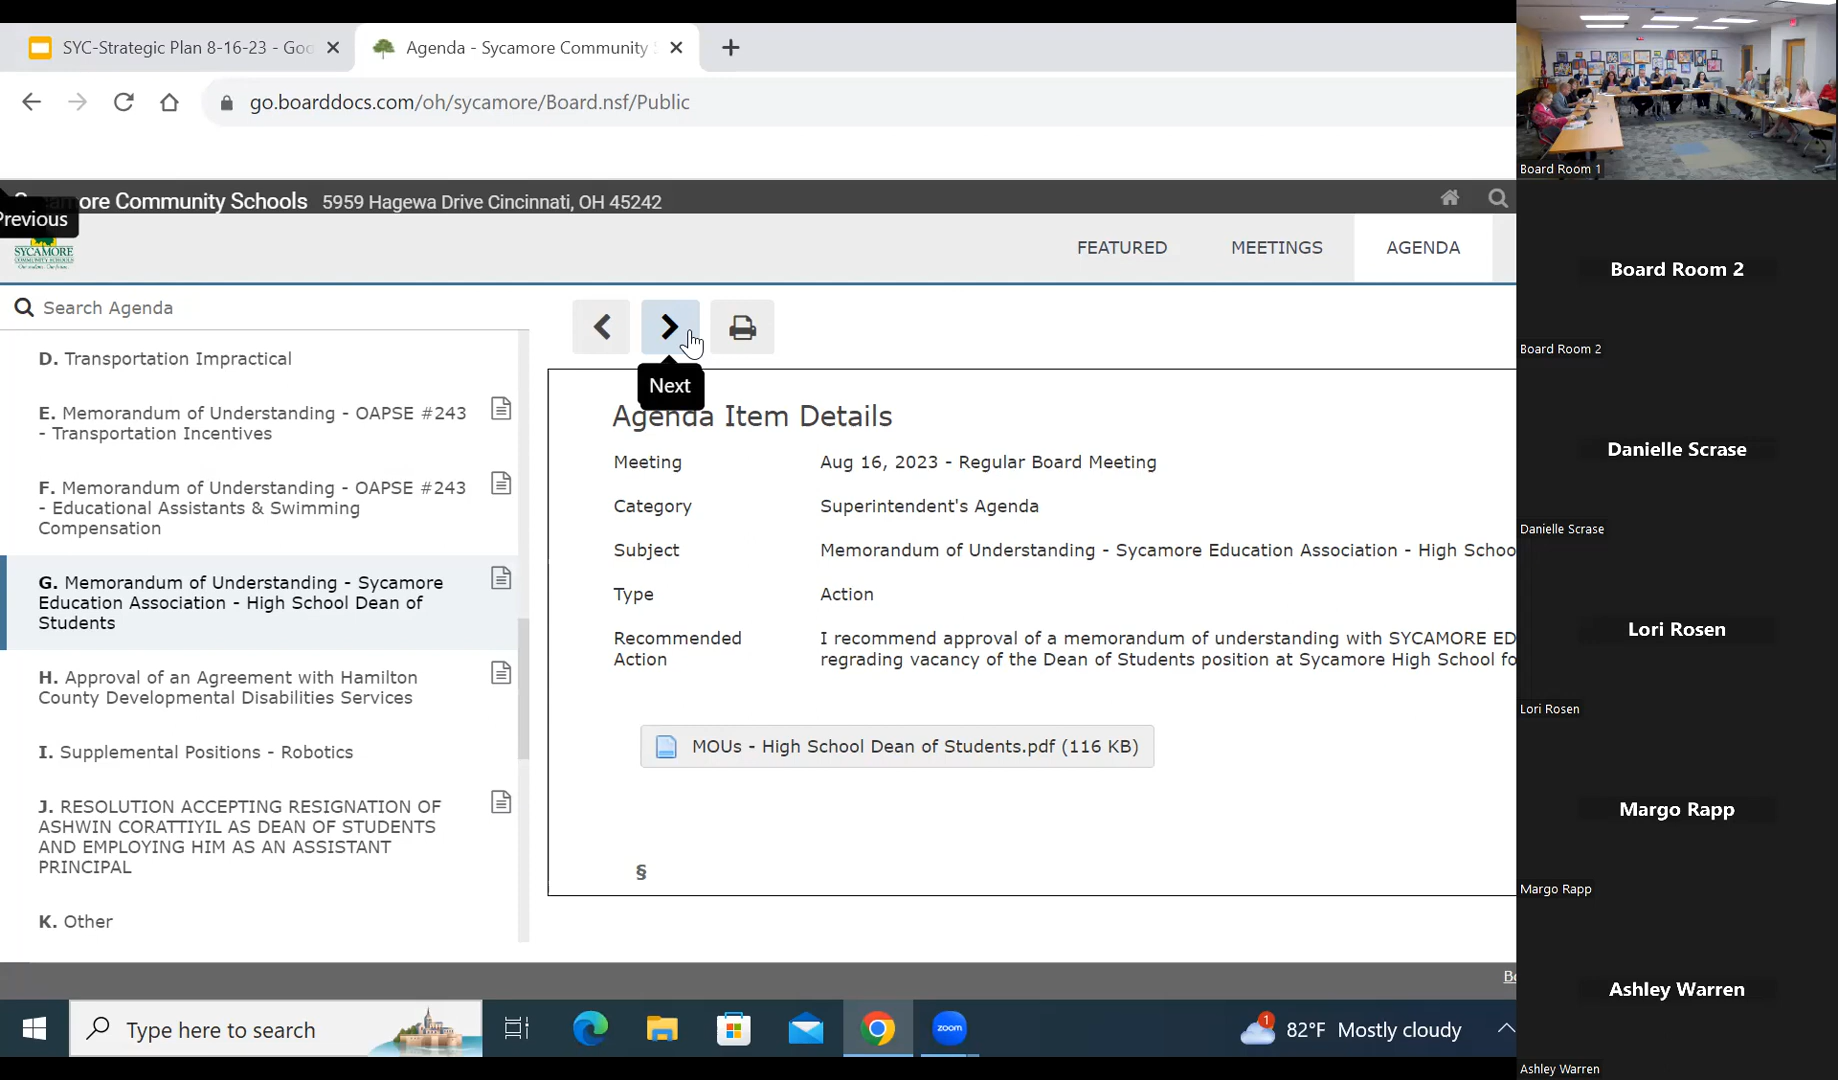 SYC-Strategic Plan 8-16-23 - Goo
Agenda - Sycamore Community S
go.boarddocs.com/oh/sycamore/Board.nsf/Public
Board Room 1
ore Community Schools 5959 Hagewa Drive Cincinnati, OH 45242
Previous
SYCAMORE
COMMUNITY SCHOOLS
FEATURED MEETINGS AGENDA
Search Agenda
D. Transportation Impractical
E. Memorandum of Understanding - OAPSE #243
- Transportation Incentives
F. Memorandum of Understanding - OAPSE #243
- Educational Assistants & Swimming
Compensation
G. Memorandum of Understanding - Sycamore
Education Association - High School Dean of
Students
H. Approval of an Agreement with Hamilton
County Developmental Disabilities Services
I. Supplemental Positions - Robotics
J. RESOLUTION ACCEPTING RESIGNATION OF
ASHWIN CORATTIYIL AS DEAN OF STUDENTS
AND EMPLOYING HIM AS AN ASSISTANT
PRINCIPAL
K. Other
Next
Agenda Item Details
Meeting Aug 16, 2023 - Regular Board Meeting
Category Superintendent's Agenda
Subject Memorandum of Understanding - Sycamore Education Association - High Schoo
Type Action
Recommended I recommend approval of a memorandum of understanding with SYCAMORE ED
Action regrading vacancy of the Dean of Students position at Sycamore High School fo
MOUs - High School Dean of Students.pdf (116 KB)
§
Bo
Type here to search
zoom
1
82°F Mostly cloudy
Board Room 2
Board Room 2
Danielle Scrase
Danielle Scrase
Lori Rosen
Lori Rosen
Margo Rapp
Margo Rapp
Ashley Warren
Ashley Warren